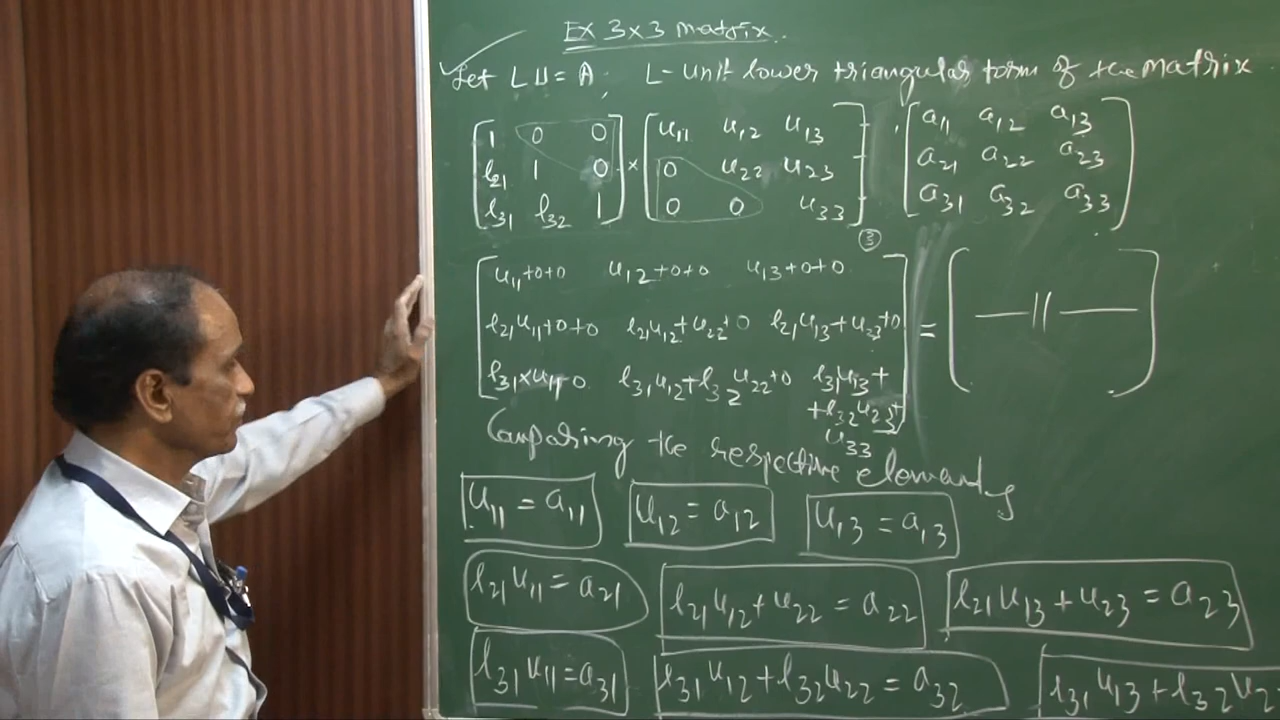 Ex 3x3 matrix.
Let LU = A; L - Unit lower triangular form of the matrix
[1 0 0] × [u11 u12 u13] , [a11 a12 a13]
[l21 1 0] [0 u22 u23] [a21 a22 a23]
[l31 l32 1] [0 0 u33] [a31 a32 a33]
③
[u11+0+0 u12+0+0 u13+0+0]
[l21u11+0+0 l21u12+u22+0 l21u13+u23+0] = [—||—]
[l31×u11+0 l31u12+l32u22+0 l31u13+
+l32u23+
u33]
Comparing the respective elements
u11 = a11 u12 = a12 u13 = a13
l21u11 = a21 l21u12+u22 = a22 l21u13+u23 = a23
l31u11 = a31 l31u12+l32u22 = a32 l31u13+l32u2